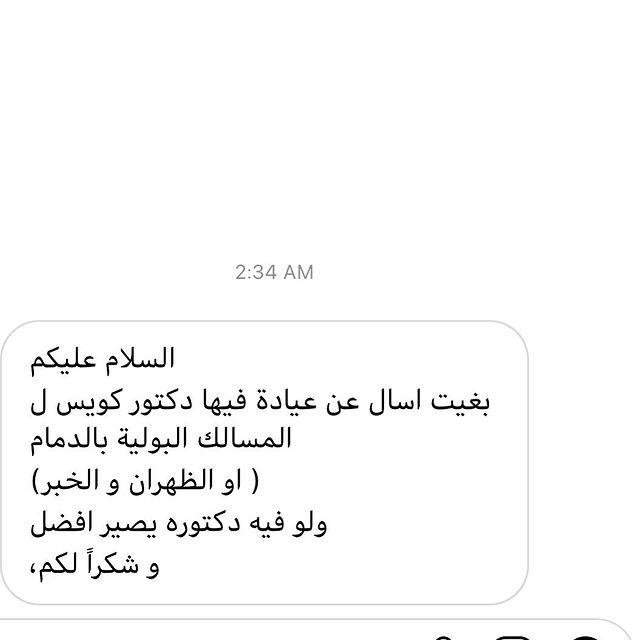 2:34 AM
السلام عليكم
بغيت اسال عن عيادة فيها دكتور كويس ل
المسالك البولية بالدمام
( او الظهران و الخبر)
ولو فيه دكتوره يصير افضل
و شكراً لكم،